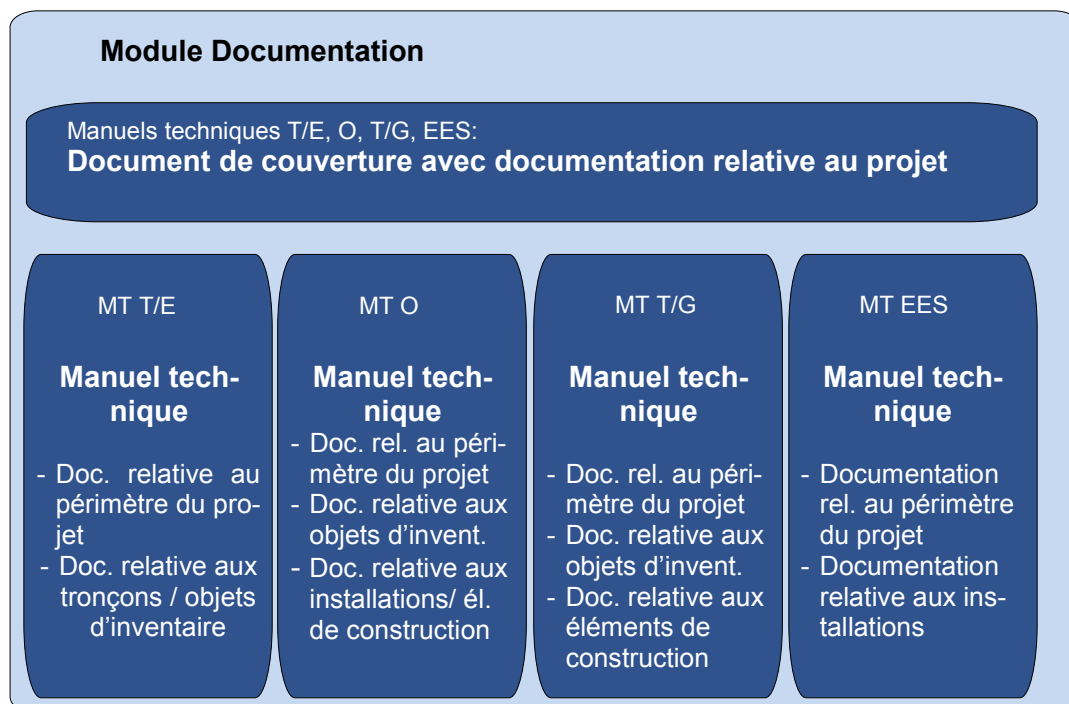 Module Documentation
Manuels techniques T/E, O, T/G, EES:
Document de couverture avec documentation relative au projet
MT T/E
Manuel tech-
nique
- Doc. relative au
périmètre du pro-
jet
- Doc. relative aux
tronçons / objets
d’inventaire
MT O
Manuel tech-
nique
- Doc. rel. au péri-
mètre du projet
- Doc. relative aux
objets d’invent.
- Doc. relative aux
installations/ él.
de construction
MT T/G
Manuel tech-
nique
- Doc. rel. au péri-
mètre du projet
- Doc. relative aux
objets d’invent.
- Doc. relative aux
éléments de
construction
MT EES
Manuel tech-
nique
- Documentation
rel. au périmètre
du projet
- Documentation
relative aux ins-
tallations